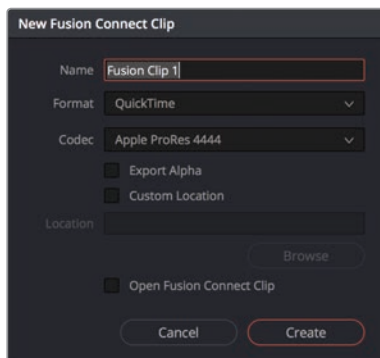 New Fusion Connect Clip
Name Fusion Clip 1
Format QuickTime
Codec Apple ProRes 4444
Export Alpha
Custom Location
Location
Browse
Open Fusion Connect Clip
Cancel Create